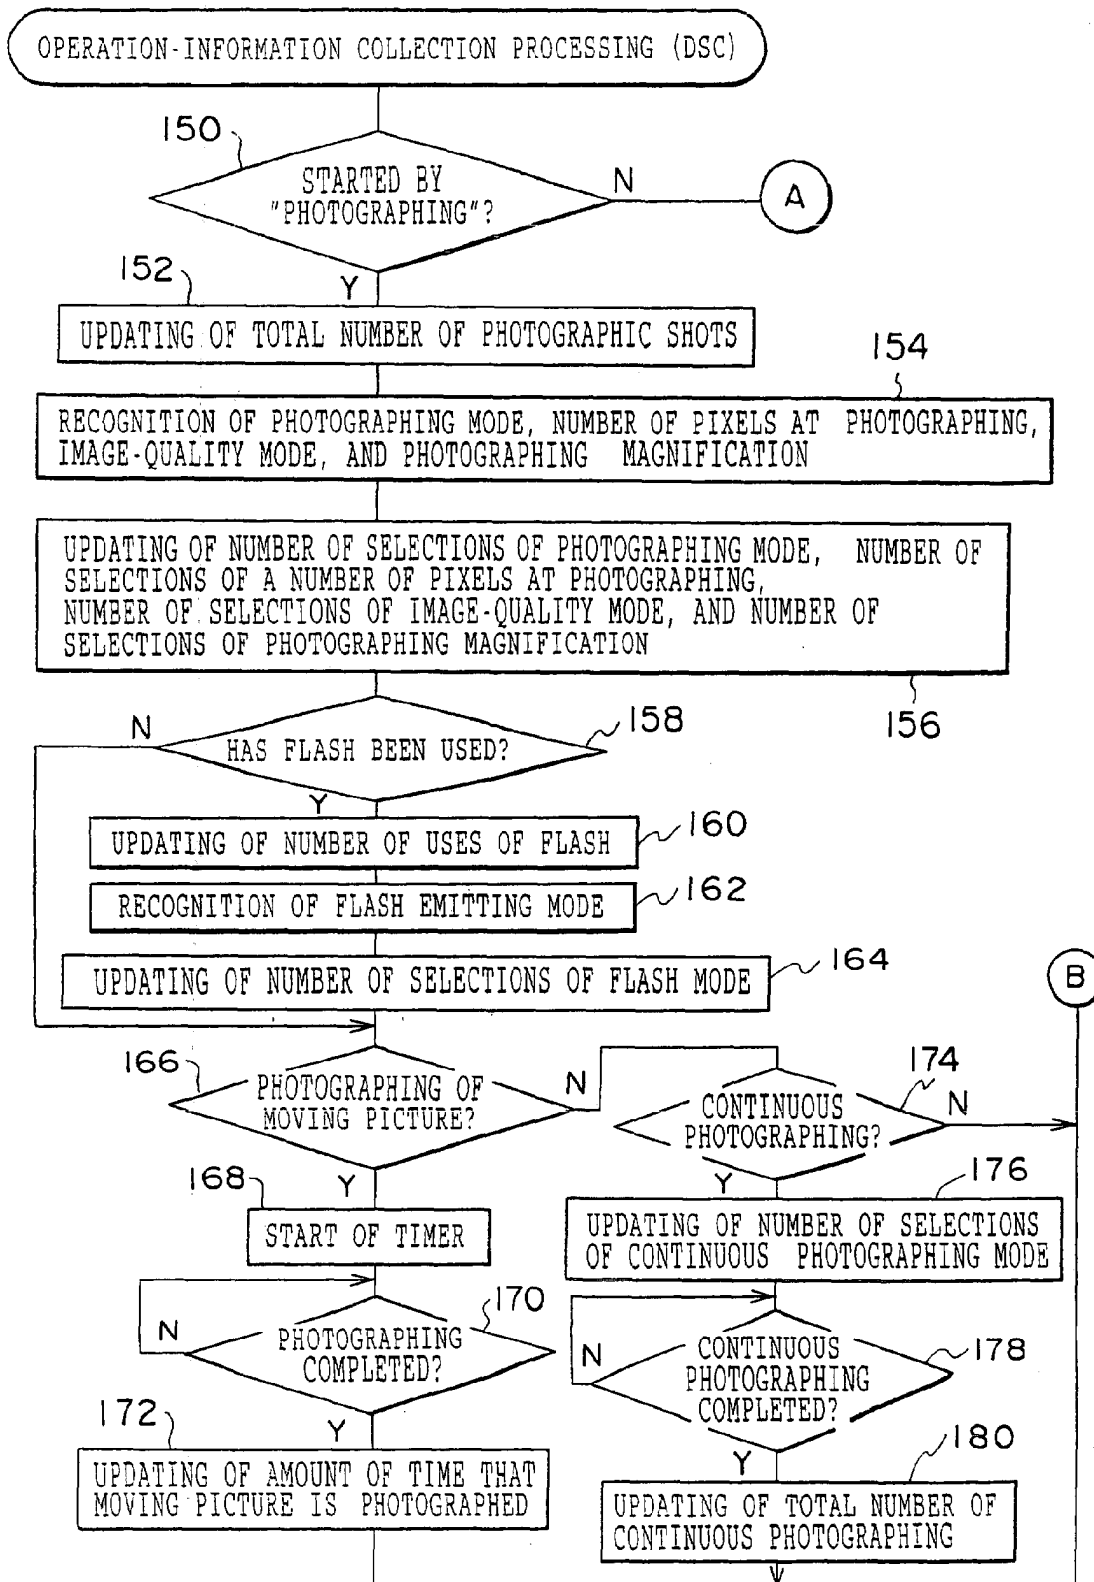 OPERATION-INFORMATION COLLECTION PROCESSING (DSC)
150
STARTED BY
"PHOTOGRAPHING"?
N
A
152
Y
UPDATING OF TOTAL NUMBER OF PHOTOGRAPHIC SHOTS
154
RECOGNITION OF PHOTOGRAPHING MODE, NUMBER OF PIXELS AT PHOTOGRAPHING,
IMAGE-QUALITY MODE, AND PHOTOGRAPHING MAGNIFICATION
UPDATING OF NUMBER OF SELECTIONS OF PHOTOGRAPHING MODE, NUMBER OF
SELECTIONS OF A NUMBER OF PIXELS AT PHOTOGRAPHING,
NUMBER OF SELECTIONS OF IMAGE-QUALITY MODE, AND NUMBER OF
SELECTIONS OF PHOTOGRAPHING MAGNIFICATION
156
N
158
HAS FLASH BEEN USED?
Y
UPDATING OF NUMBER OF USES OF FLASH
160
RECOGNITION OF FLASH EMITTING MODE
162
UPDATING OF NUMBER OF SELECTIONS OF FLASH MODE
164
B
166
PHOTOGRAPHING OF
MOVING PICTURE?
N
174
CONTINUOUS
PHOTOGRAPHING?
N
Y
168
START OF TIMER
Y
176
UPDATING OF NUMBER OF SELECTIONS
OF CONTINUOUS PHOTOGRAPHING MODE
170
N
PHOTOGRAPHING
COMPLETED?
178
N
CONTINUOUS
PHOTOGRAPHING
COMPLETED?
172
Y
UPDATING OF AMOUNT OF TIME THAT
MOVING PICTURE IS PHOTOGRAPHED
Y
180
UPDATING OF TOTAL NUMBER OF
CONTINUOUS PHOTOGRAPHING